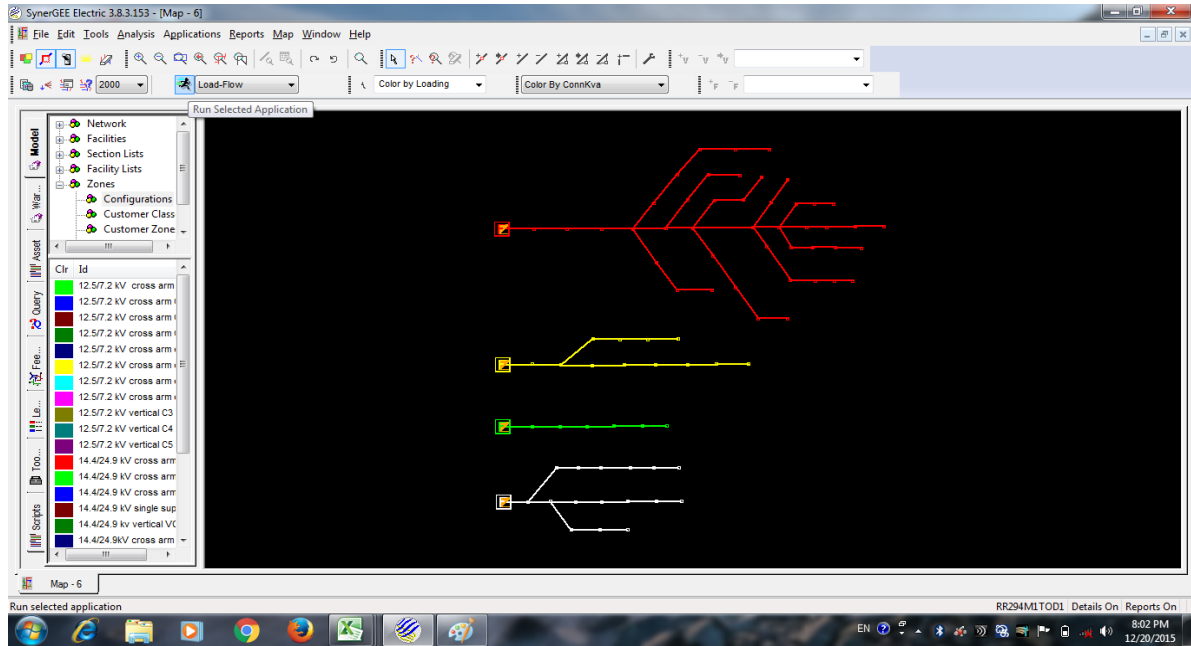 SynerGEE Electric 3.8.3.153 - [Map - 6]
File Edit Tools Analysis Applications Reports Map Window Help
2000 Load-Flow Color by Loading Color By ConnKva
Run Selected Application
Model
War...
Asset
Query
Fee...
Le...
Too...
Scripts
Network
Facilities
Section Lists
Facility Lists
Zones
Configurations
Customer Class
Customer Zone
Clr Id
12.5/7.2 kV cross arm
12.5/7.2 kV cross arm
12.5/7.2 kV cross arm
12.5/7.2 kV cross arm
12.5/7.2 kV cross arm
12.5/7.2 kV cross arm
12.5/7.2 kV cross arm
12.5/7.2 kV cross arm
12.5/7.2 kV vertical C3
12.5/7.2 kV vertical C4
12.5/7.2 kV vertical C5
14.4/24.9 kV cross arm
14.4/24.9 kV cross arm
14.4/24.9 kV cross arm
14.4/24.9 kV single sup
14.4/24.9 kv vertical VC
14.4/24.9kV cross arm
Map - 6
Run selected application RR294M1TOD1 Details On Reports On
EN 8:02 PM
12/20/2015